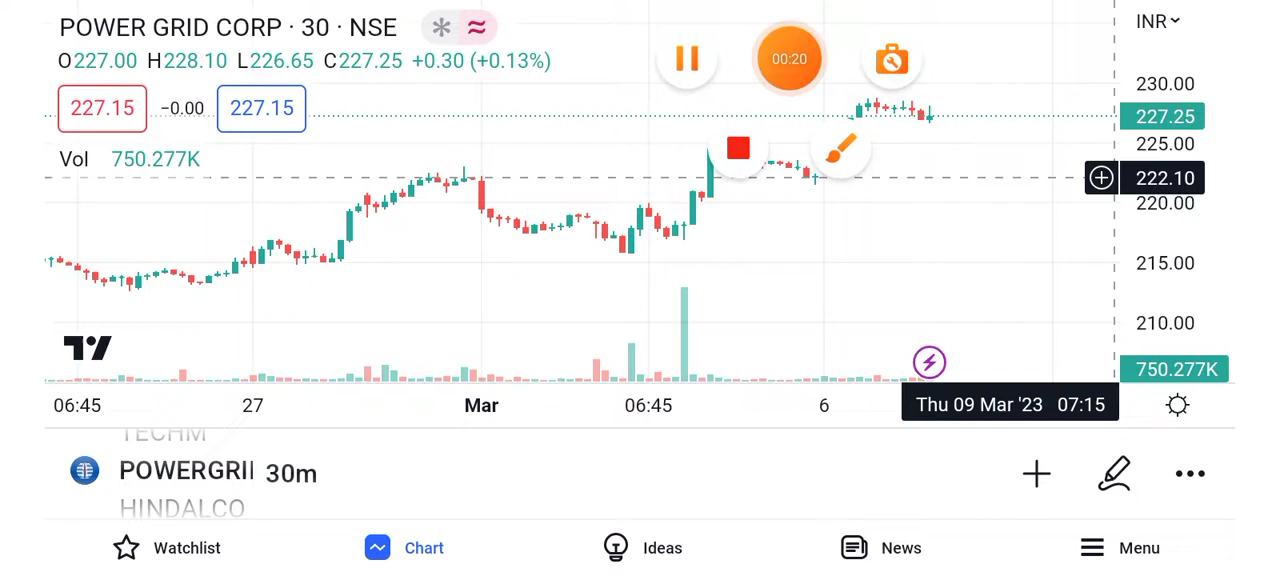 POWER GRID CORP · 30 · NSE
INR
O227.00 H228.10 L226.65 C227.25 +0.30 (+0.13%)
00:20
230.00
227.15 −0.00 227.15
227.25
225.00
Vol 750.277K
222.10
220.00
215.00
210.00
750.277K
06:45 27 Mar 06:45 6 Thu 09 Mar '23 07:15
TECHM
POWERGRI 30m
HINDALCO
Watchlist Chart Ideas News Menu